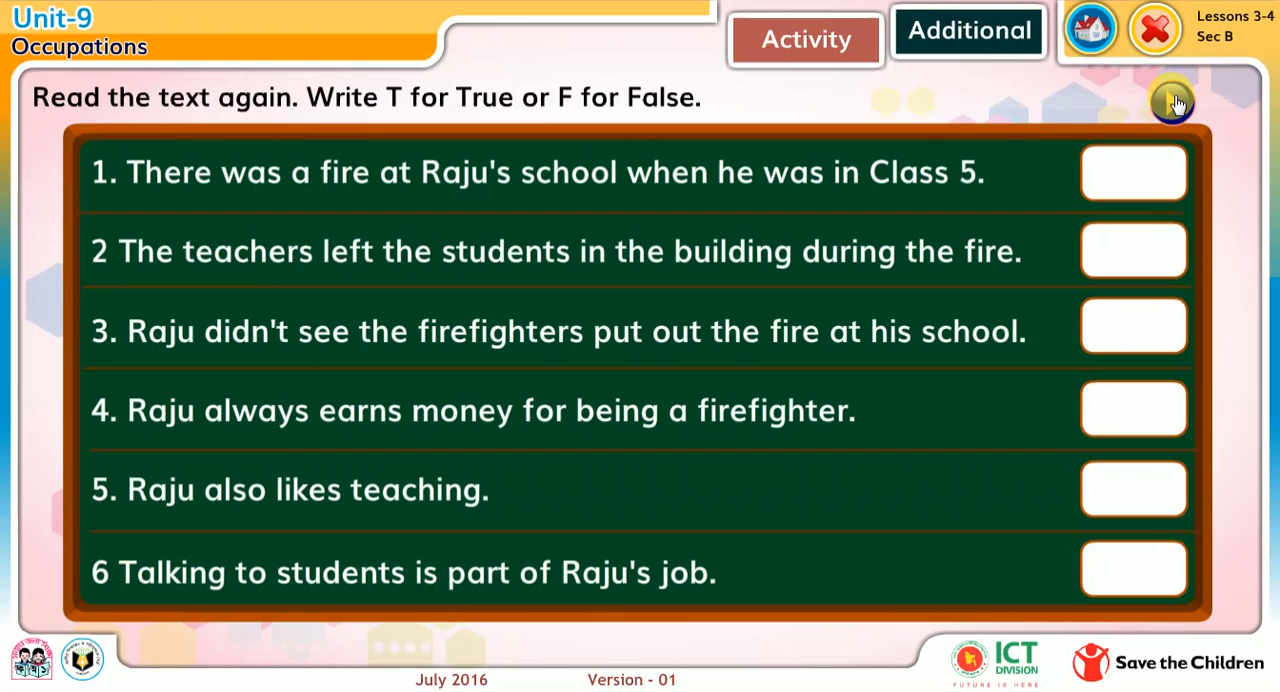 Unit-9
Occupations
Activity
Additional
Lessons 3-4
Sec B
Read the text again. Write T for True or F for False.
1. There was a fire at Raju's school when he was in Class 5.
2 The teachers left the students in the building during the fire.
3. Raju didn't see the firefighters put out the fire at his school.
4. Raju always earns money for being a firefighter.
5. Raju also likes teaching.
6 Talking to students is part of Raju's job.
ICT
DIVISION
FUTURE IS HERE
Save the Children
July 2016
Version - 01